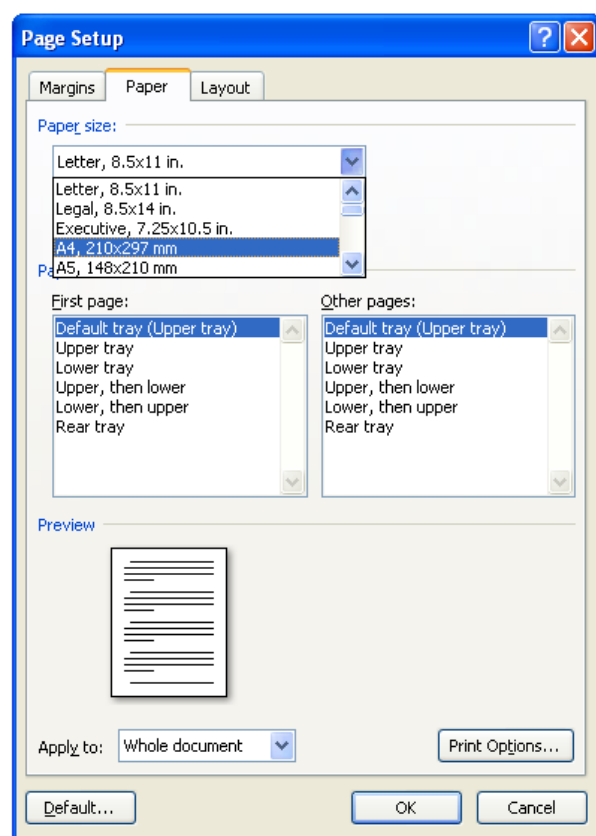 Page Setup
Margins Paper Layout
Paper size:
Letter, 8.5x11 in.
Letter, 8.5x11 in.
Legal, 8.5x14 in.
Executive, 7.25x10.5 in.
A4, 210x297 mm
A5, 148x210 mm
Pa
First page: Other pages:
Default tray (Upper tray) Default tray (Upper tray)
Upper tray Upper tray
Lower tray Lower tray
Upper, then lower Upper, then lower
Lower, then upper Lower, then upper
Rear tray Rear tray
Preview
Apply to: Whole document Print Options...
Default... OK Cancel